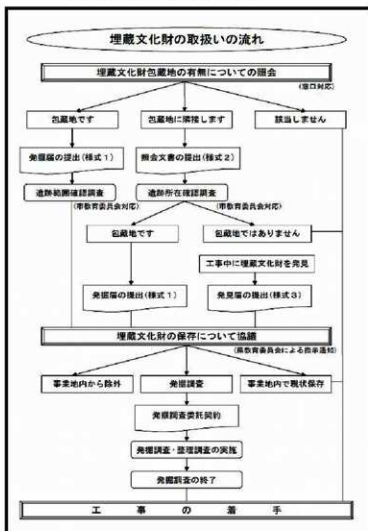 埋蔵文化財の取扱いの流れ
埋蔵文化財包蔵地の有無についての照会
(窓口対応)
包蔵地です
包蔵地に隣接します
該当しません
発掘届の提出(様式1)
照会文書の提出(様式2)
遺跡範囲確認調査
遺跡所在確認調査
(市教育委員会対応)
(市教育委員会対応)
包蔵地です
包蔵地ではありません
工事中に埋蔵文化財を発見
発掘届の提出(様式1)
発見届の提出(様式3)
埋蔵文化財の保存について協議
(県教育委員会による指示通知)
事業地内から除外
発掘調査
事業地内で現状保存
発掘調査委託契約
発掘調査・整理調査の実施
発掘調査の終了
工事の着手